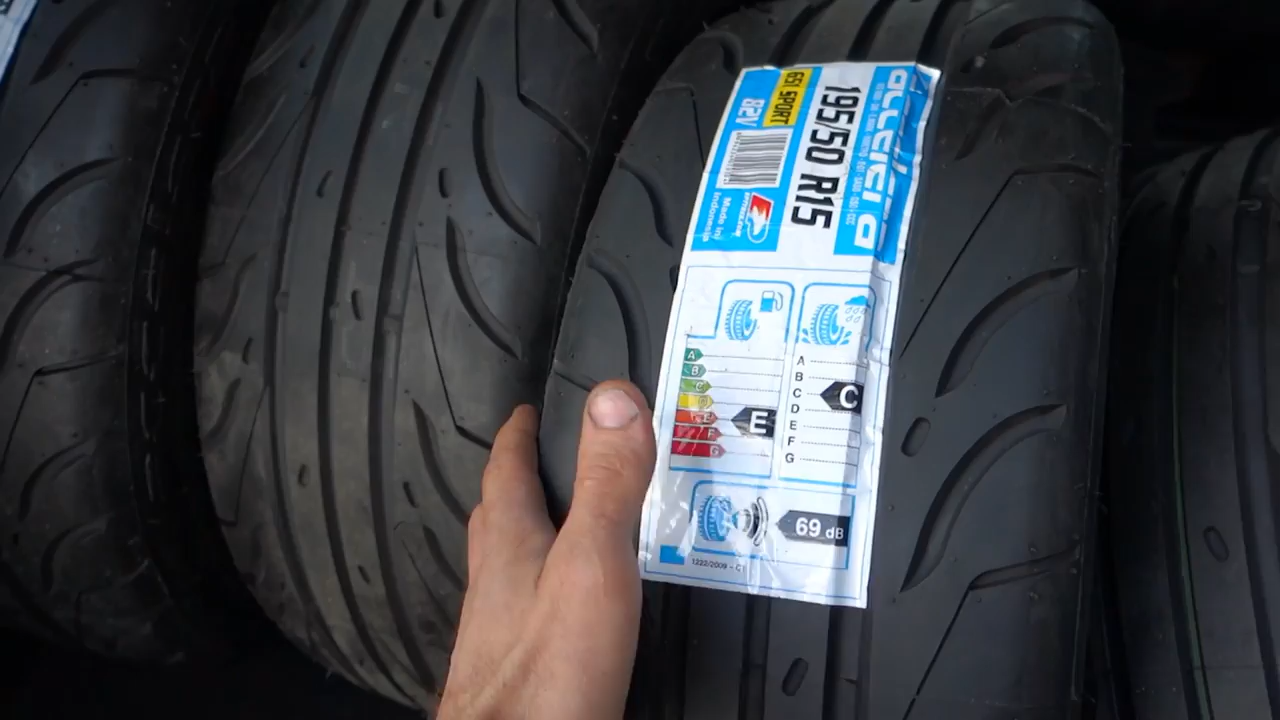 accelera
195/50 R15
651 SPORT
82V
Made in
Indonesia
A
B
C
D
E
F
G
E
A
B
C
D
E
F
G
C
69 dB
1222/2009 - C1